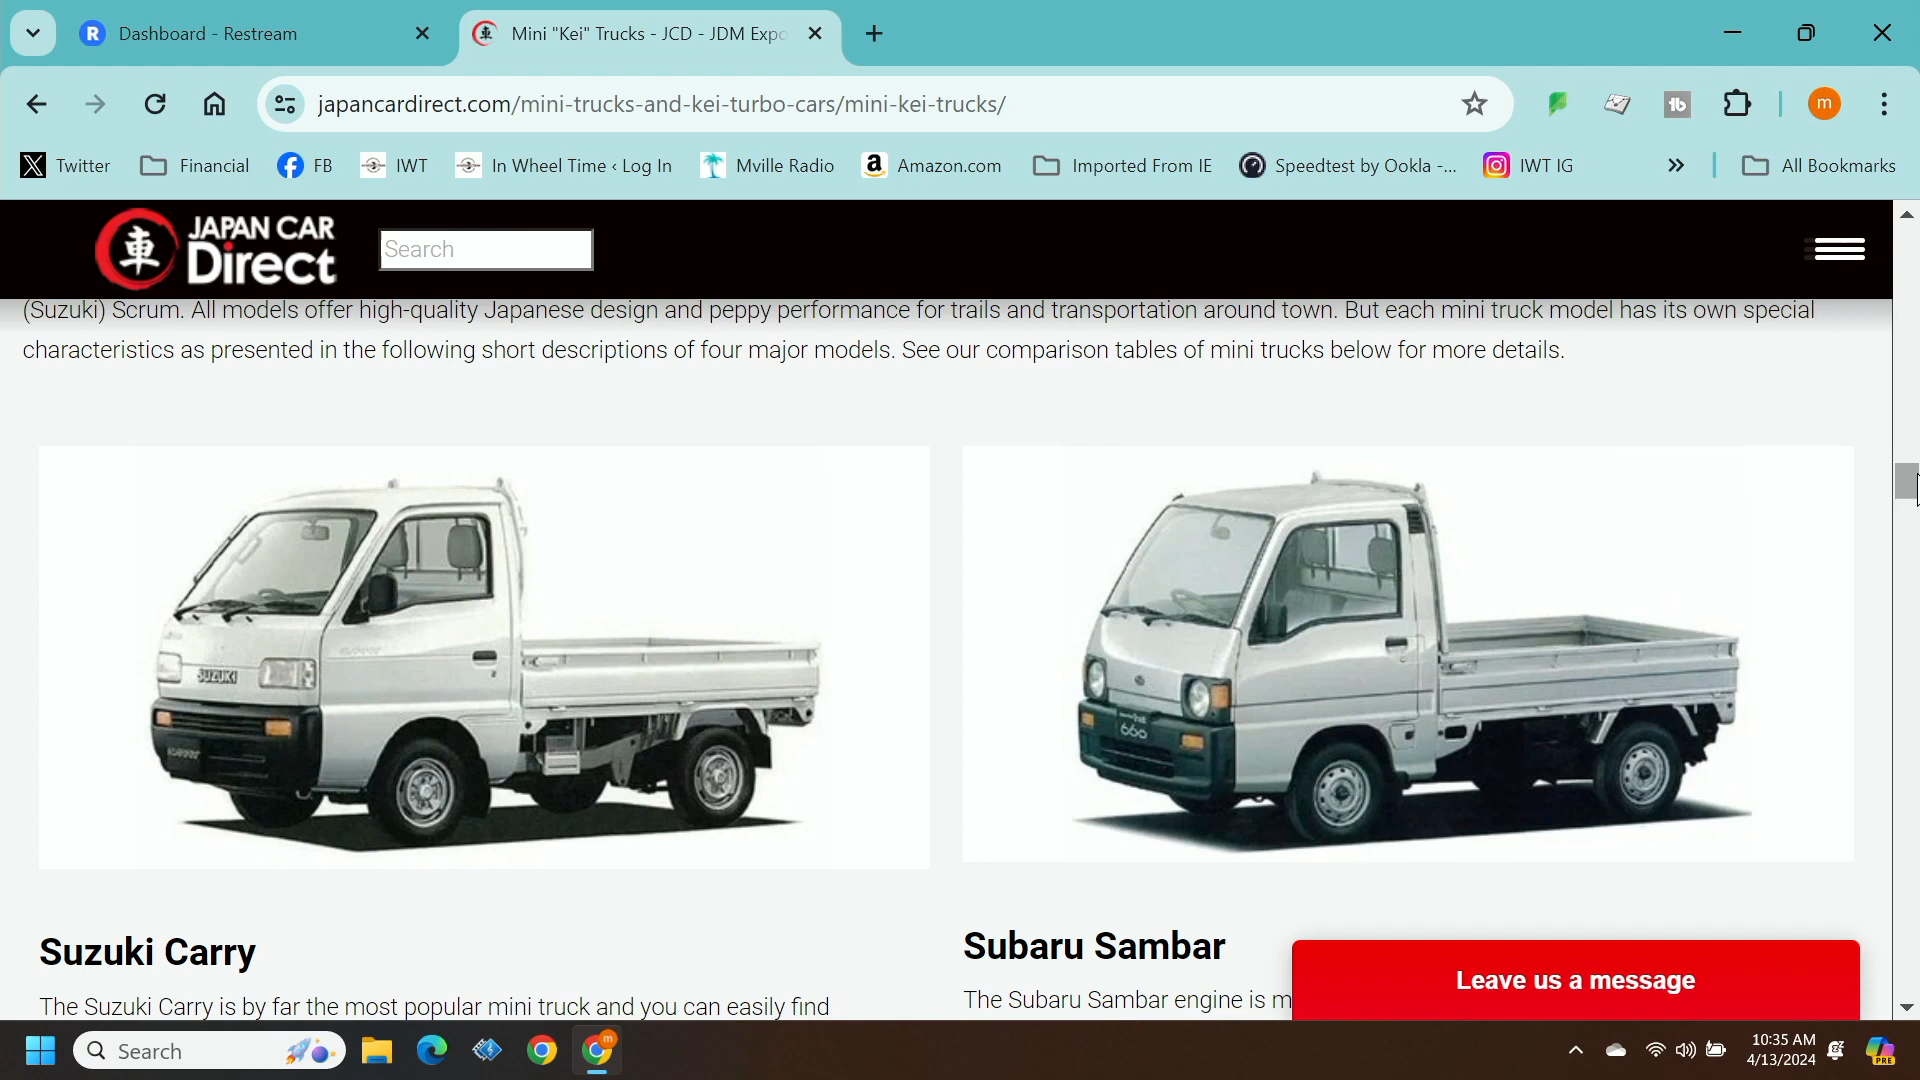 Dashboard - Restream
Mini "Kei" Trucks - JCD - JDM Expo
japancardirect.com/mini-trucks-and-kei-turbo-cars/mini-kei-trucks/
m
Twitter
Financial
FB
IWT
In Wheel Time ‹ Log In
Mville Radio
Amazon.com
Imported From IE
Speedtest by Ookla -...
IWT IG
All Bookmarks
車 JAPAN CAR
Direct
Search
(Suzuki) Scrum. All models offer high-quality Japanese design and peppy performance for trails and transportation around town. But each mini truck model has its own special
characteristics as presented in the following short descriptions of four major models. See our comparison tables of mini trucks below for more details.
SUZUKI
660
Suzuki Carry
Subaru Sambar
The Suzuki Carry is by far the most popular mini truck and you can easily find
The Subaru Sambar engine is m
Leave us a message
Search
m
10:35 AM
4/13/2024
PRE